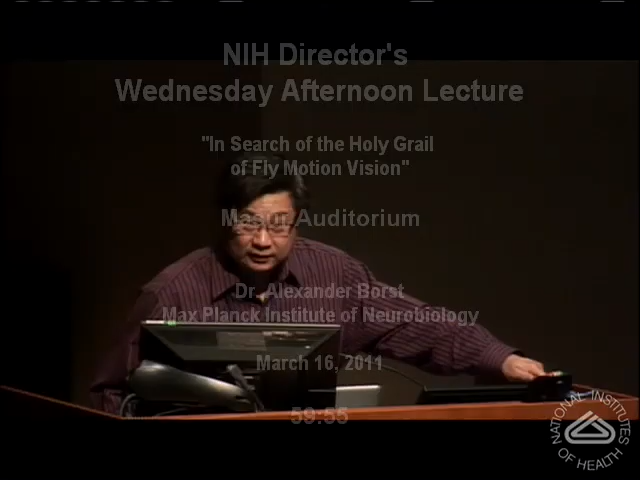 NIH Director's
Wednesday Afternoon Lecture
"In Search of the Holy Grail
of Fly Motion Vision"
Masur Auditorium
Dr. Alexander Borst
Max Planck Institute of Neurobiology
March 16, 2011
59:55
NATIONAL INSTITUTES
OF HEALTH